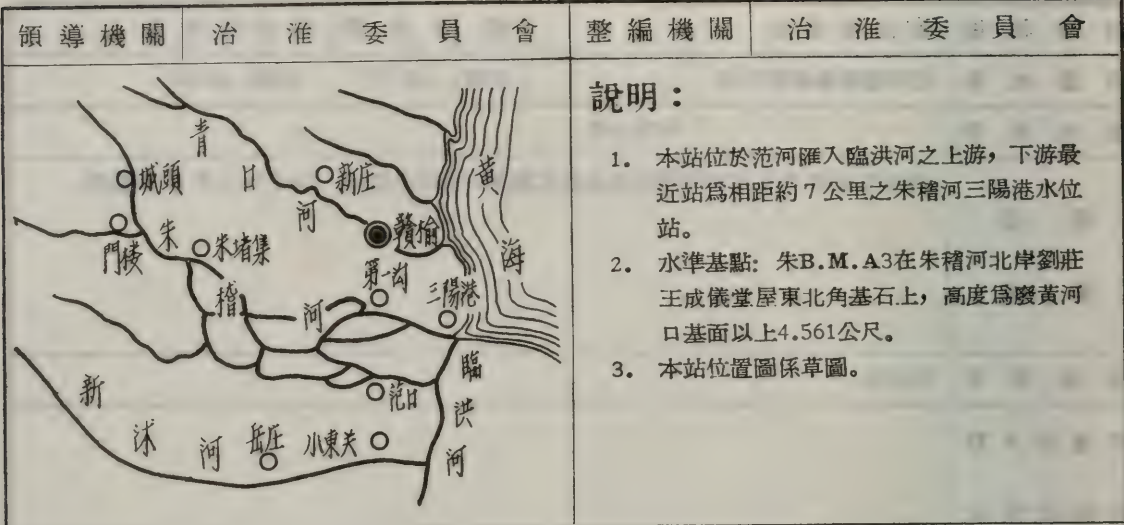 領導機關 治淮委員會 整編機關 治淮委員會
說明：
1. 本站位於范河匯入臨洪河之上游，下游最
近站爲相距約7公里之朱稽河三陽港水位
站。
2. 水準基點：朱B.M.A3在朱稽河北岸劉莊
王成儀堂屋東北角基石上，高度爲廢黃河
口基面以上4.561公尺。
3. 本站位置圖係草圖。
青口河
新庄
黃海
城頭
門楼
朱稽河
朱堵集
贛榆
第一沟
三陽港
范口
臨洪河
新沭河
岳庄
小東关